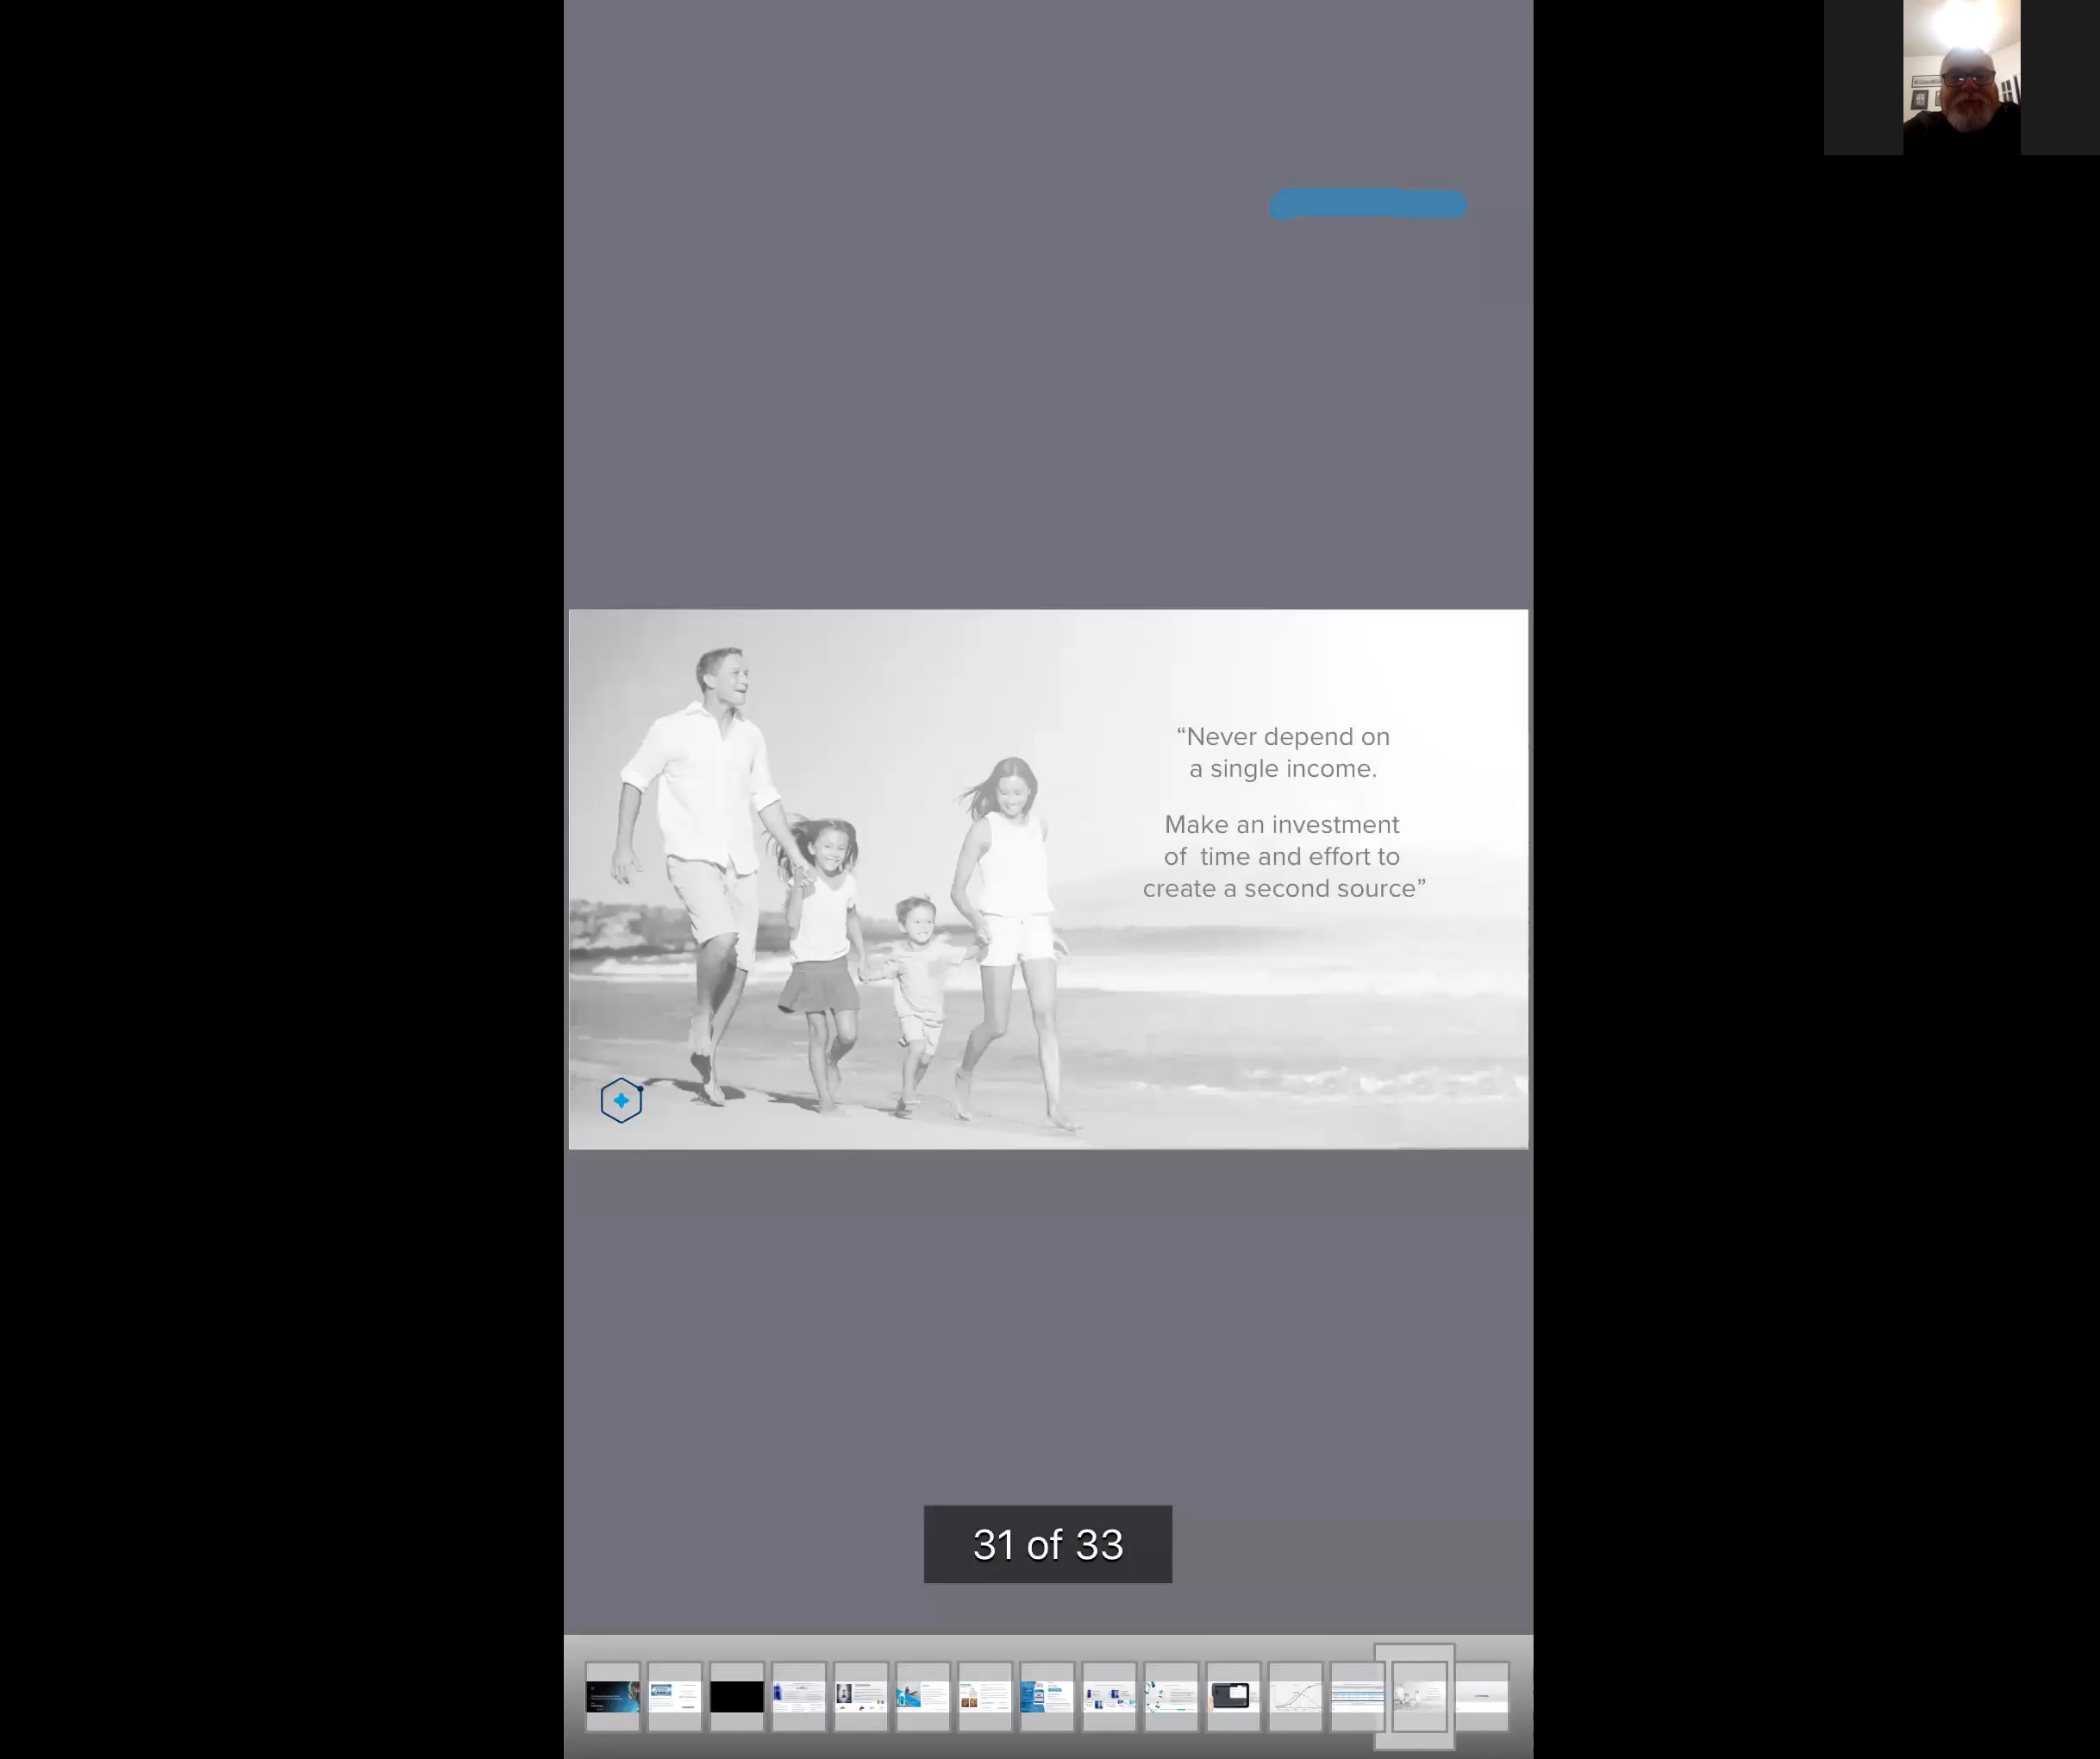 “Never depend on
a single income.
Make an investment
of  time and effort to
create a second source”
31 of 33